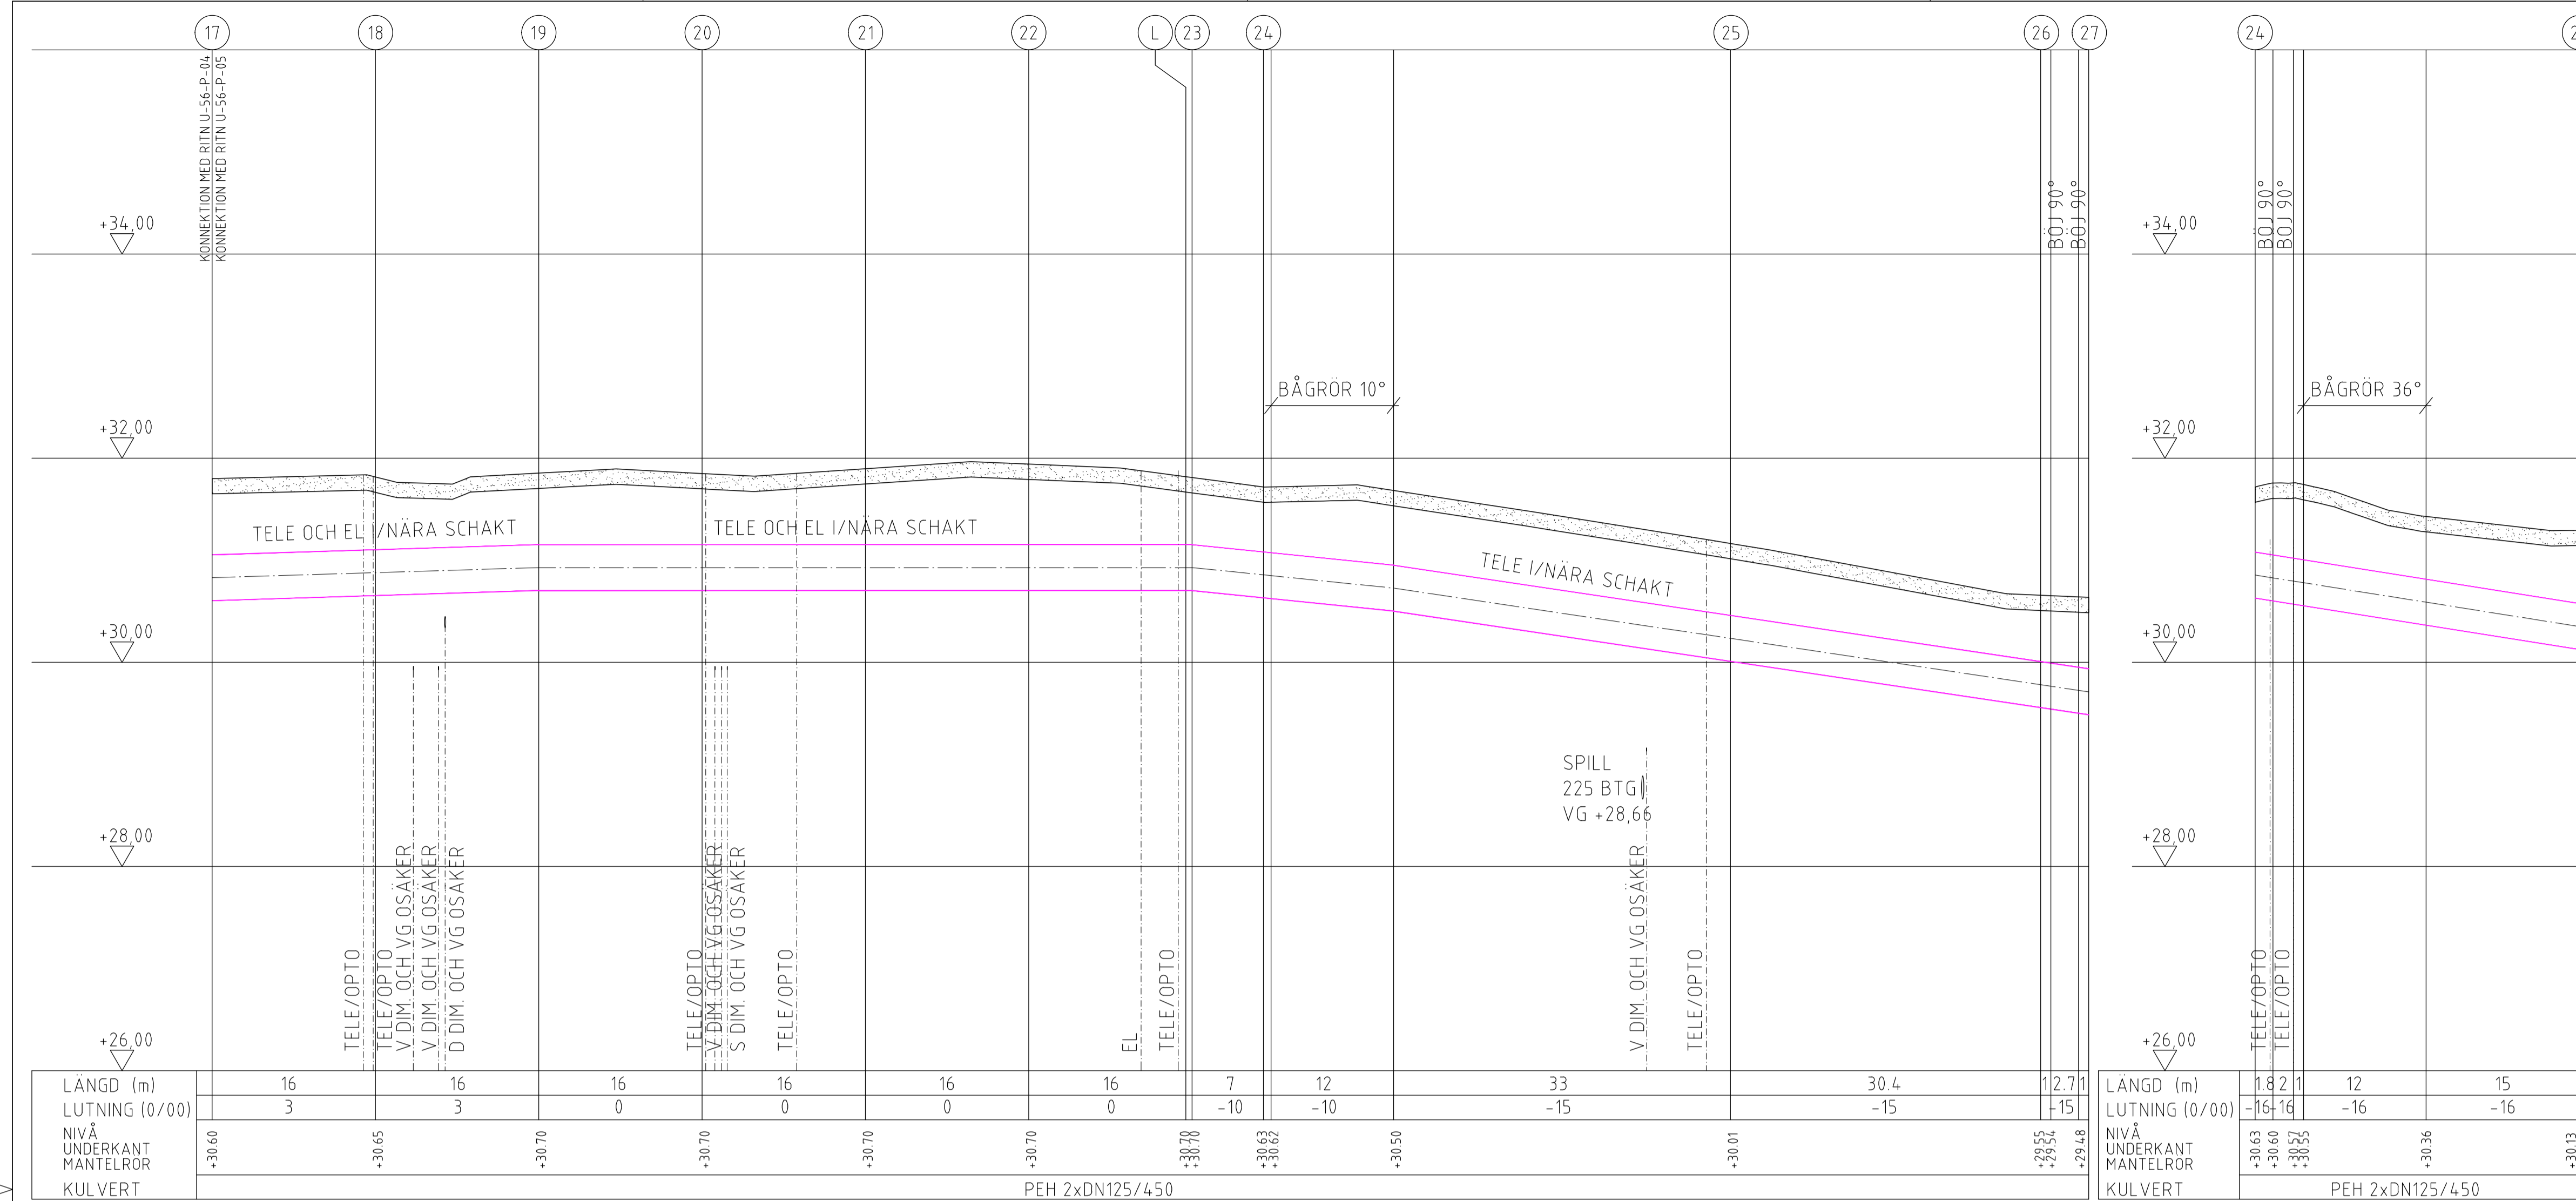 17 18 19 20 21 22 L 23 24 25 26 27 24
KONNEKTION MED RITN U-56-P-04
KONNEKTION MED RITN U-56-P-05
BÖJ 90°
BÖJ 90°
BÖJ 90°
BÖJ 90°
+34,00 +34,00
BÅGRÖR 10° BÅGRÖR 36°
+32,00 +32,00
TELE OCH EL I/NÄRA SCHAKT TELE OCH EL I/NÄRA SCHAKT
TELE I/NÄRA SCHAKT
+30,00 +30,00
SPILL
225 BTG
VG +28,66
+28,00 +28,00
TELE/OPTO
TELE/OPTO
V DIM. OCH VG OSÄKER
V DIM. OCH VG OSÄKER
D DIM. OCH VG OSÄKER
TELE/OPTO
V DIM. OCH VG OSÄKER
S DIM. OCH VG OSÄKER
TELE/OPTO
EL
TELE/OPTO
V DIM. OCH VG OSÄKER
TELE/OPTO
TELE/OPTO
TELE/OPTO
+26,00 +26,00
LÄNGD (m) 16 16 16 16 16 16 7 12 33 30.4 1 2.7 1
LUTNING (0/00) 3 3 0 0 0 0 -10 -10 -15 -15 -15
NIVÅ
UNDERKANT
MANTELRÖR
+30.60 +30.65 +30.70 +30.70 +30.70 +30.70 +30.70 +30.70 +30.63 +30.62 +30.50 +30.01 +29.55 +29.54 +29.48
KULVERT PEH 2xDN125/450
LÄNGD (m) 1.8 2 1 12 15
LUTNING (0/00) -16 -16 -16 -16
NIVÅ
UNDERKANT
MANTELRÖR
+30.63 +30.60 +30.57 +30.55 +30.36 +30.13
KULVERT PEH 2xDN125/450